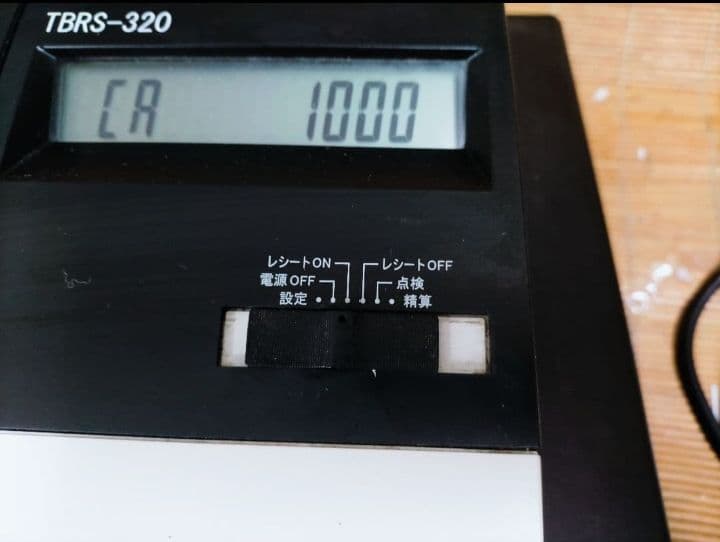 TBRS-320
CA 1000
レシートON レシートOFF
電源OFF 点検
設定 精算